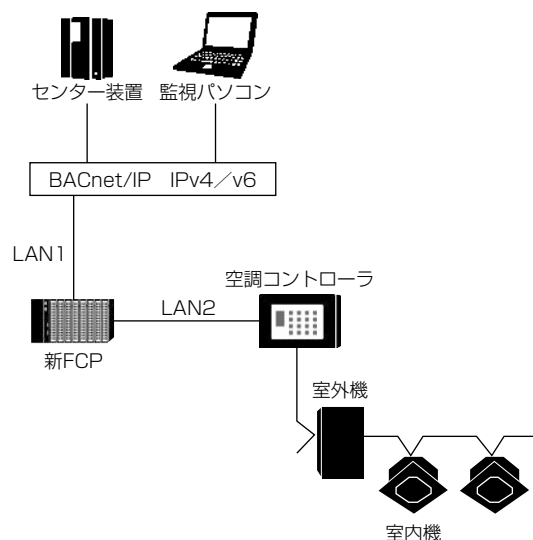 センター装置
監視パソコン
BACnet/IP IPv4／v6
LAN1
空調コントローラ
LAN2
新FCP
室外機
室内機